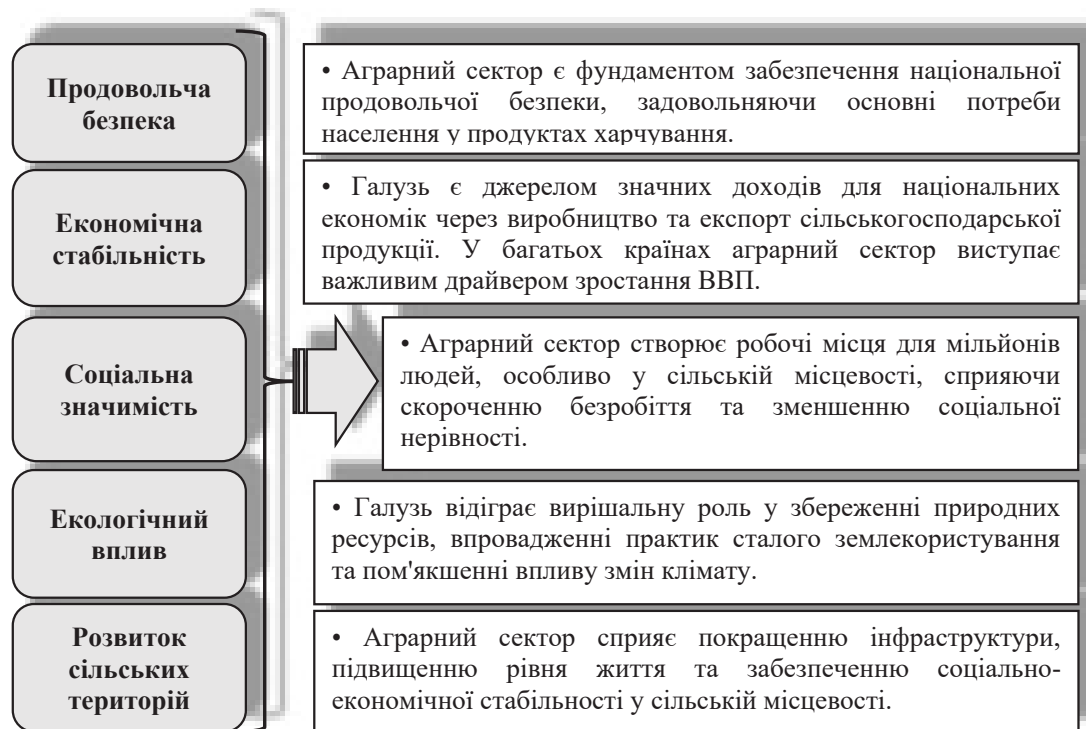 Продовольча
безпека
• Аграрний сектор є фундаментом забезпечення національної
продовольчої безпеки, задовольняючи основні потреби
населення у продуктах харчування.
Економічна
стабільність
• Галузь є джерелом значних доходів для національних
економік через виробництво та експорт сільськогосподарської
продукції. У багатьох країнах аграрний сектор виступає
важливим драйвером зростання ВВП.
Соціальна
значимість
• Аграрний сектор створює робочі місця для мільйонів
людей, особливо у сільській місцевості, сприяючи
скороченню безробіття та зменшенню соціальної
нерівності.
Екологічний
вплив
• Галузь відіграє вирішальну роль у збереженні природних
ресурсів, впровадженні практик сталого землекористування
та пом'якшенні впливу змін клімату.
Розвиток
сільських
територій
• Аграрний сектор сприяє покращенню інфраструктури,
підвищенню рівня життя та забезпеченню соціально-
економічної стабільності у сільській місцевості.